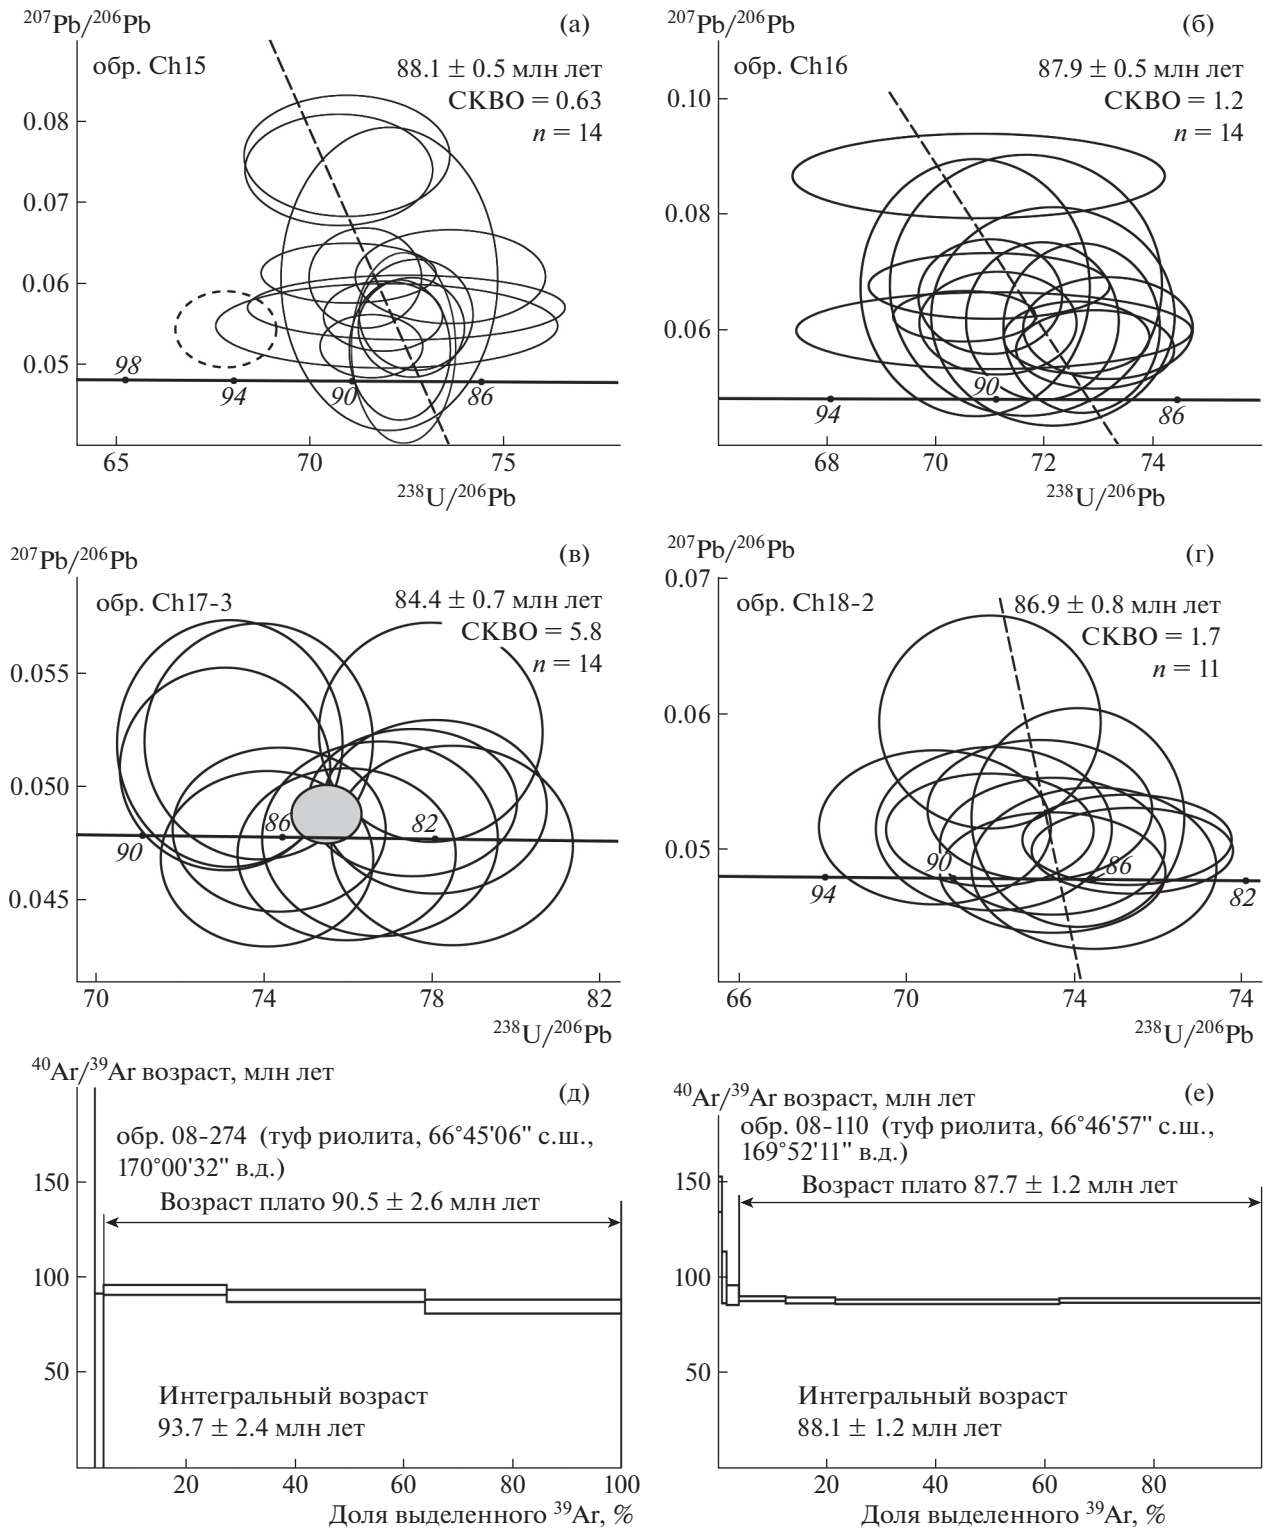 ²⁰⁷Pb/²⁰⁶Pb
(а)
обр. Ch15
88.1 ± 0.5 млн лет
СКВО = 0.63
n = 14
0.08
0.07
0.06
0.05
98
94
90
86
65
70
75
²³⁸U/²⁰⁶Pb
²⁰⁷Pb/²⁰⁶Pb
(б)
обр. Ch16
87.9 ± 0.5 млн лет
СКВО = 1.2
n = 14
0.10
0.08
0.06
94
90
86
68
70
72
74
²³⁸U/²⁰⁶Pb
²⁰⁷Pb/²⁰⁶Pb
(в)
обр. Ch17-3
84.4 ± 0.7 млн лет
СКВО = 5.8
n = 14
0.055
0.050
0.045
90
86
82
70
74
78
82
²³⁸U/²⁰⁶Pb
²⁰⁷Pb/²⁰⁶Pb
(г)
0.07
обр. Ch18-2
86.9 ± 0.8 млн лет
СКВО = 1.7
n = 11
0.06
0.05
94
90
86
82
66
70
74
74
²³⁸U/²⁰⁶Pb
⁴⁰Ar/³⁹Ar возраст, млн лет
(д)
обр. 08-274 (туф риолита, 66°45'06" с.ш.,
170°00'32" в.д.)
150
Возраст плато 90.5 ± 2.6 млн лет
100
50
Интегральный возраст
93.7 ± 2.4 млн лет
20
40
60
80
100
Доля выделенного ³⁹Ar, %
⁴⁰Ar/³⁹Ar возраст, млн лет
(е)
обр. 08-110 (туф риолита, 66°46'57" с.ш.,
169°52'11" в.д.)
150
Возраст плато 87.7 ± 1.2 млн лет
100
50
Интегральный возраст
88.1 ± 1.2 млн лет
20
40
60
80
Доля выделенного ³⁹Ar, %